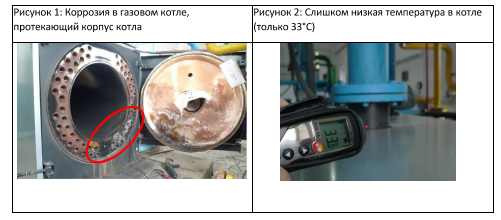 Рисунок 1: Коррозия в газовом котле,
протекающий корпус котла
Рисунок 2: Слишком низкая температура в котле
(только 33°C)